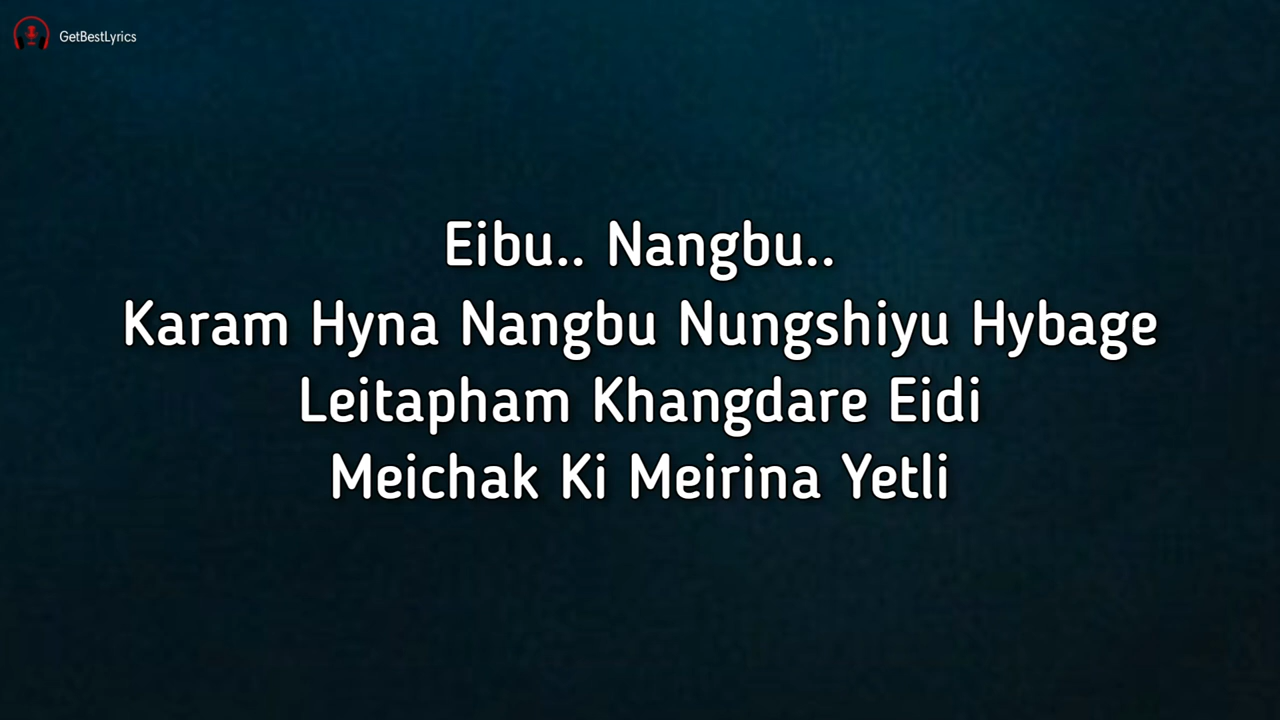 GetBestLyrics
Eibu.. Nangbu..
Karam Hyna Nangbu Nungshiyu Hybage
Leitapham Khangdare Eidi
Meichak Ki Meirina Yetli